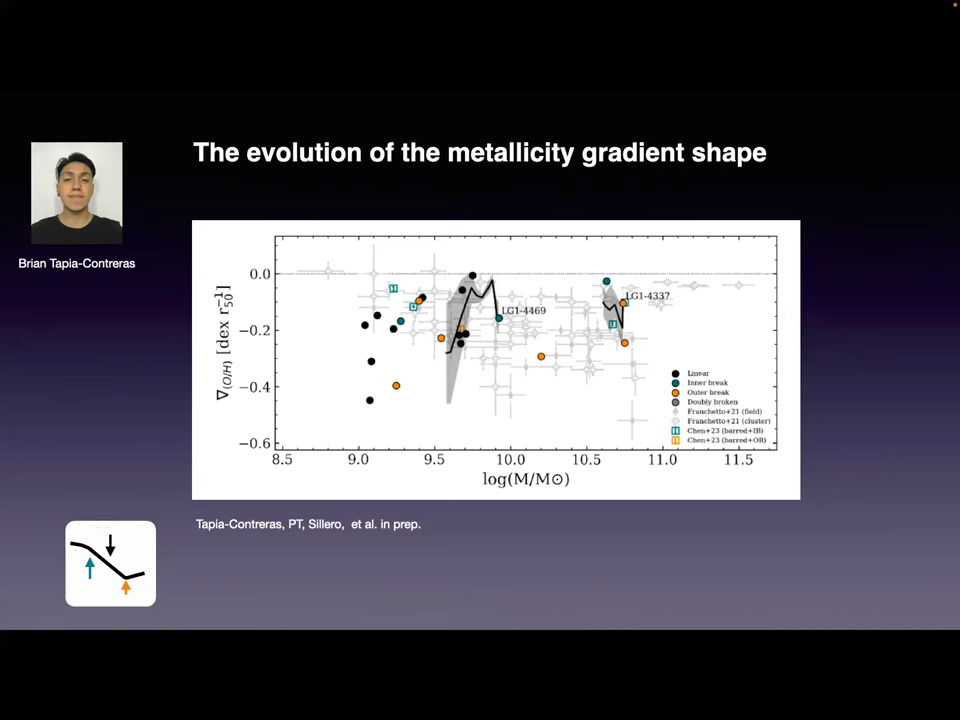 The evolution of the metallicity gradient shape
Brian Tapia-Contreras
0.0
−0.2
−0.4
−0.6
∇(O/H) [dex r50^-1]
LG1-4469
LG1-4337
Linear
Inner break
Outer break
Doubly broken
Franchetto+21 (field)
Franchetto+21 (cluster)
Chen+23 (barred+IB)
Chen+23 (barred+OB)
8.5 9.0 9.5 10.0 10.5 11.0 11.5
log(M/M⊙)
Tapia-Contreras, PT, Sillero, et al. in prep.